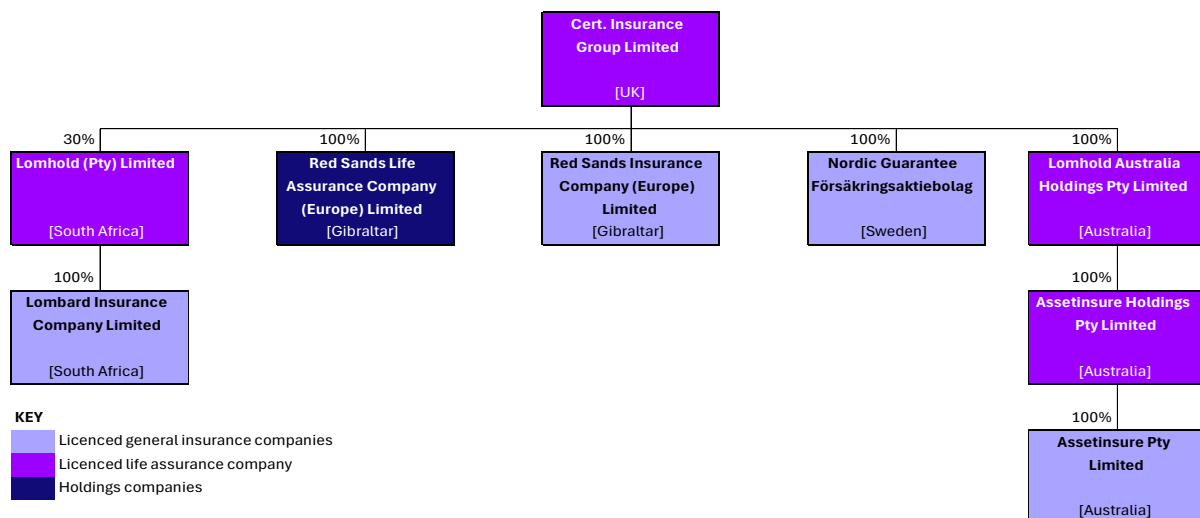 Cert. Insurance
Group Limited
[UK]
30%
100%
100%
100%
100%
Lomhold (Pty) Limited
[South Africa]
Red Sands Life
Assurance Company
(Europe) Limited
[Gibraltar]
Red Sands Insurance
Company (Europe)
Limited
[Gibraltar]
Nordic Guarantee
Försäkringsaktiebolag
[Sweden]
Lomhold Australia
Holdings Pty Limited
[Australia]
100%
Lombard Insurance
Company Limited
[South Africa]
100%
Assetinsure Holdings
Pty Limited
[Australia]
100%
Assetinsure Pty
Limited
[Australia]
KEY
Licenced general insurance companies
Licenced life assurance company
Holdings companies